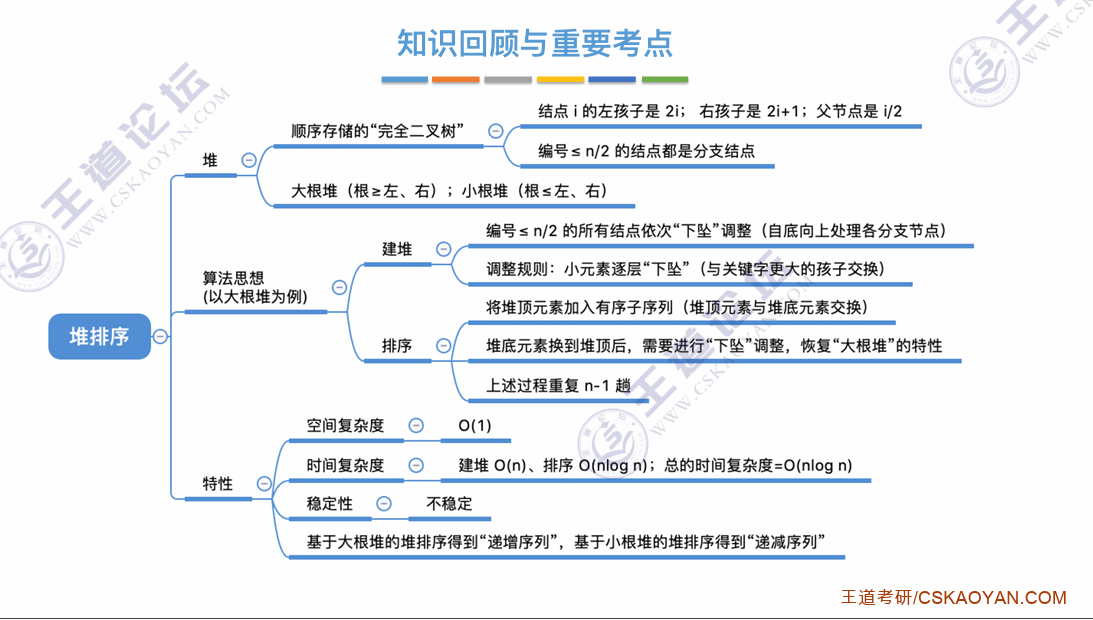 知识回顾与重要考点
堆排序
堆
顺序存储的“完全二叉树”
结点 i 的左孩子是 2i； 右孩子是 2i+1；父节点是 i/2
编号≤ n/2 的结点都是分支结点
大根堆（根≥左、右）；小根堆（根≤左、右）
算法思想
(以大根堆为例)
建堆
编号≤ n/2 的所有结点依次“下坠”调整（自底向上处理各分支节点）
调整规则：小元素逐层“下坠”（与关键字更大的孩子交换）
排序
将堆顶元素加入有序子序列（堆顶元素与堆底元素交换）
堆底元素换到堆顶后，需要进行“下坠”调整，恢复“大根堆”的特性
上述过程重复 n-1 趟
特性
空间复杂度
O(1)
时间复杂度
建堆 O(n)、排序 O(nlog n)；总的时间复杂度=O(nlog n)
稳定性
不稳定
基于大根堆的堆排序得到“递增序列”，基于小根堆的堆排序得到“递减序列”
王道考研/CSKAOYAN.COM
王道论坛
WWW.CSKAOYAN.COM
王道论坛
WWW.CSKAOYAN.COM